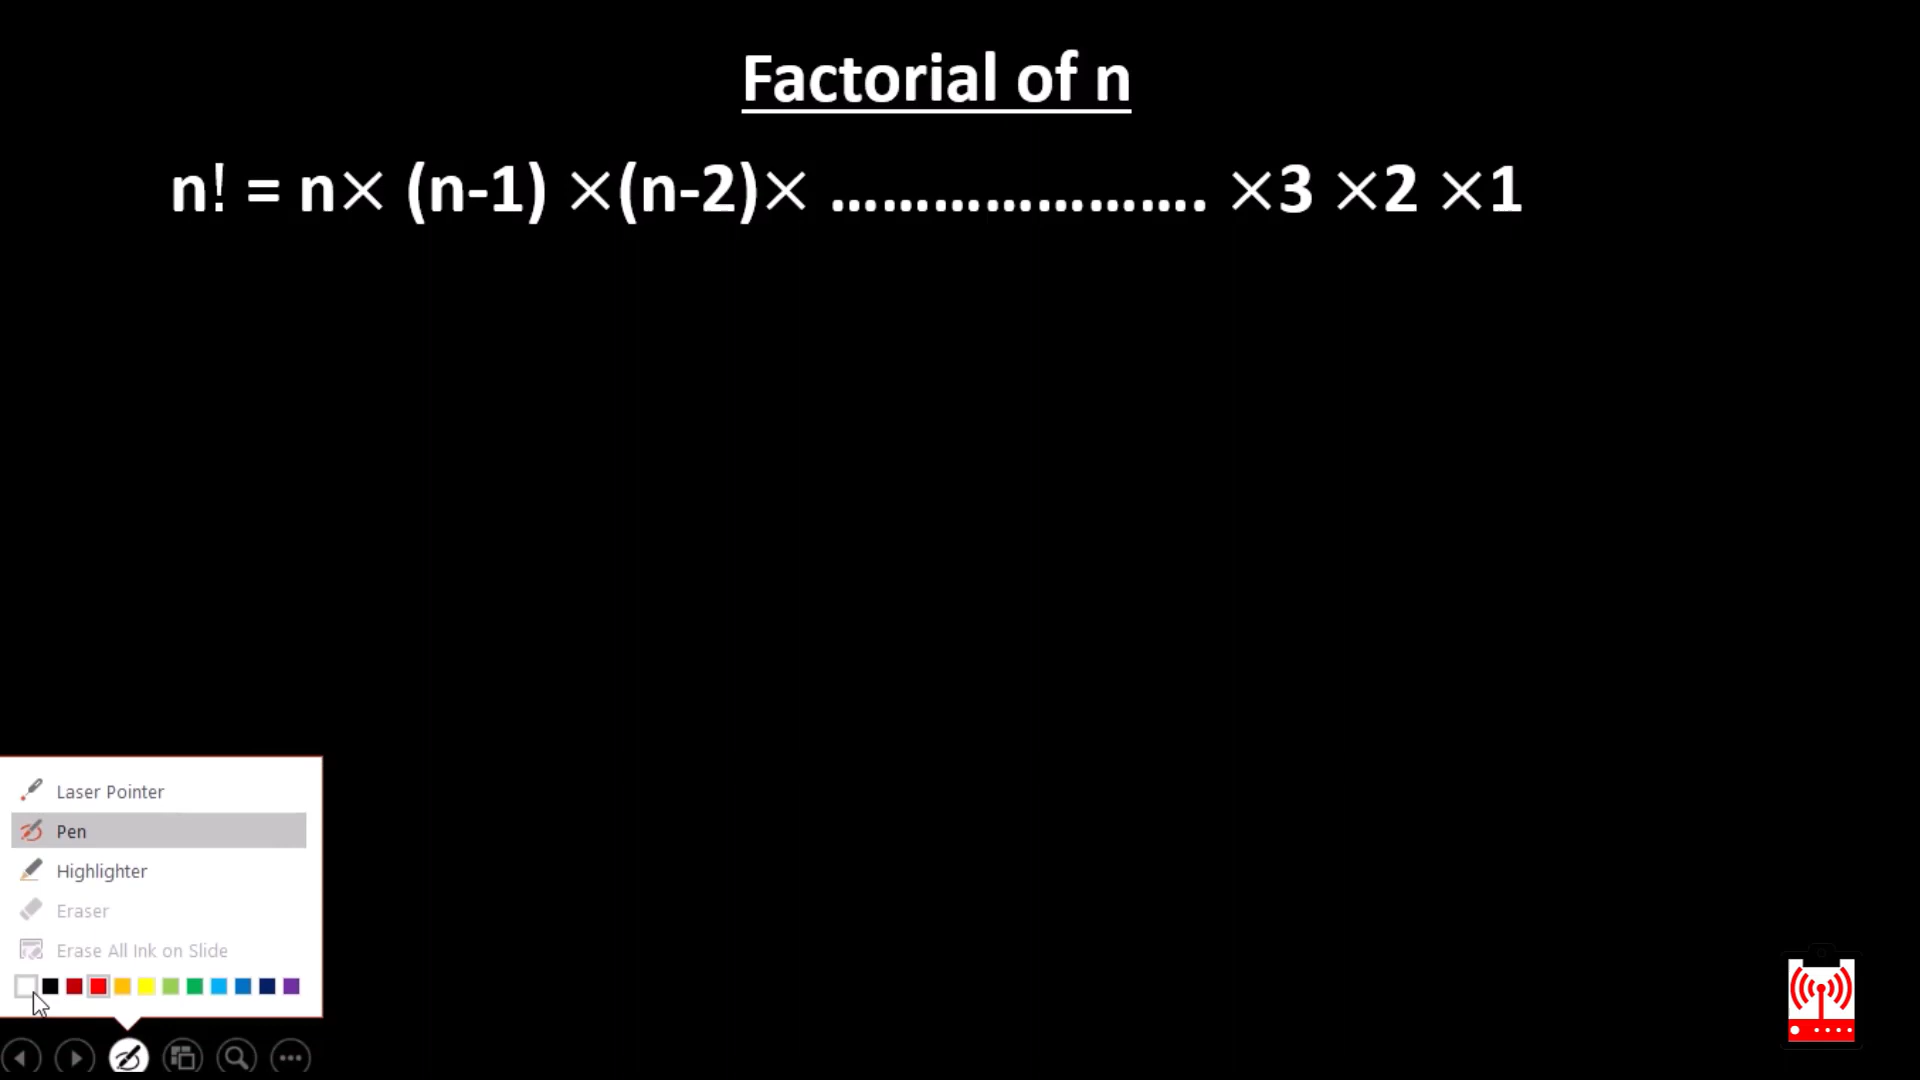 Factorial of n
n! = n× (n-1) ×(n-2)× …………………. ×3 ×2 ×1
Laser Pointer
Pen
Highlighter
Eraser
Erase All Ink on Slide